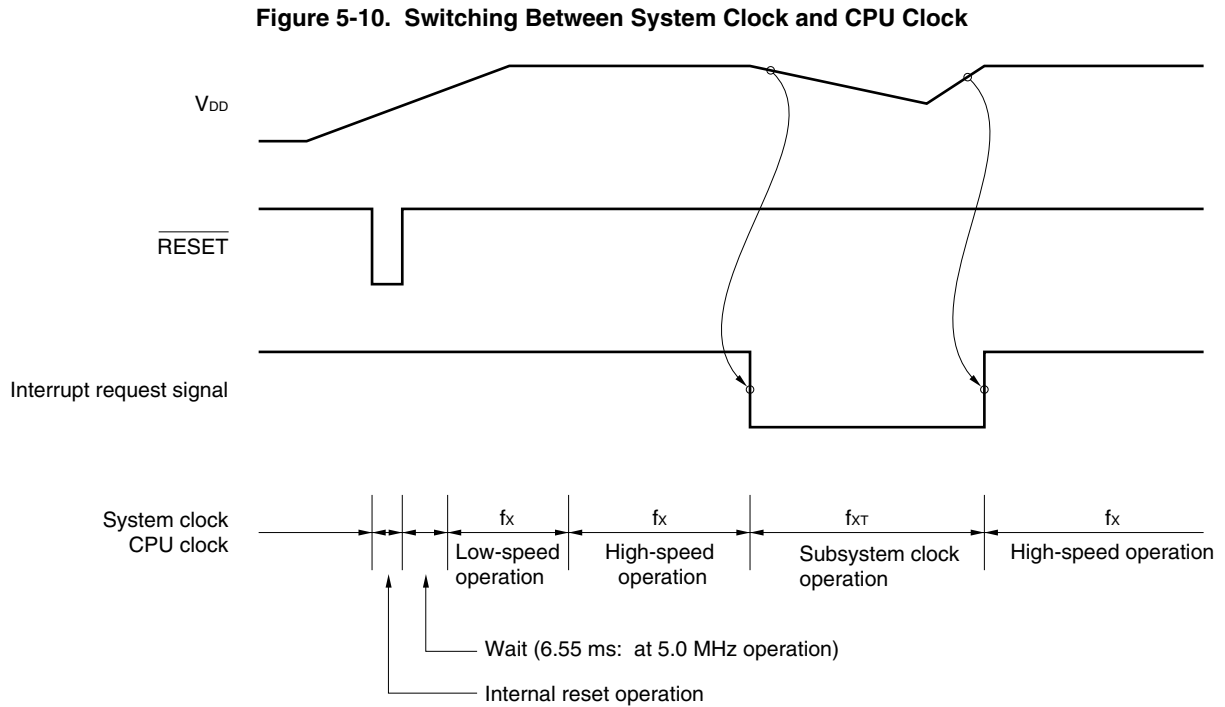 Figure 5-10. Switching Between System Clock and CPU Clock
VDD
RESET
Interrupt request signal
System clock
CPU clock
fX
Low-speed
operation
fX
High-speed
operation
fXT
Subsystem clock
operation
fX
High-speed operation
Wait (6.55 ms: at 5.0 MHz operation)
Internal reset operation